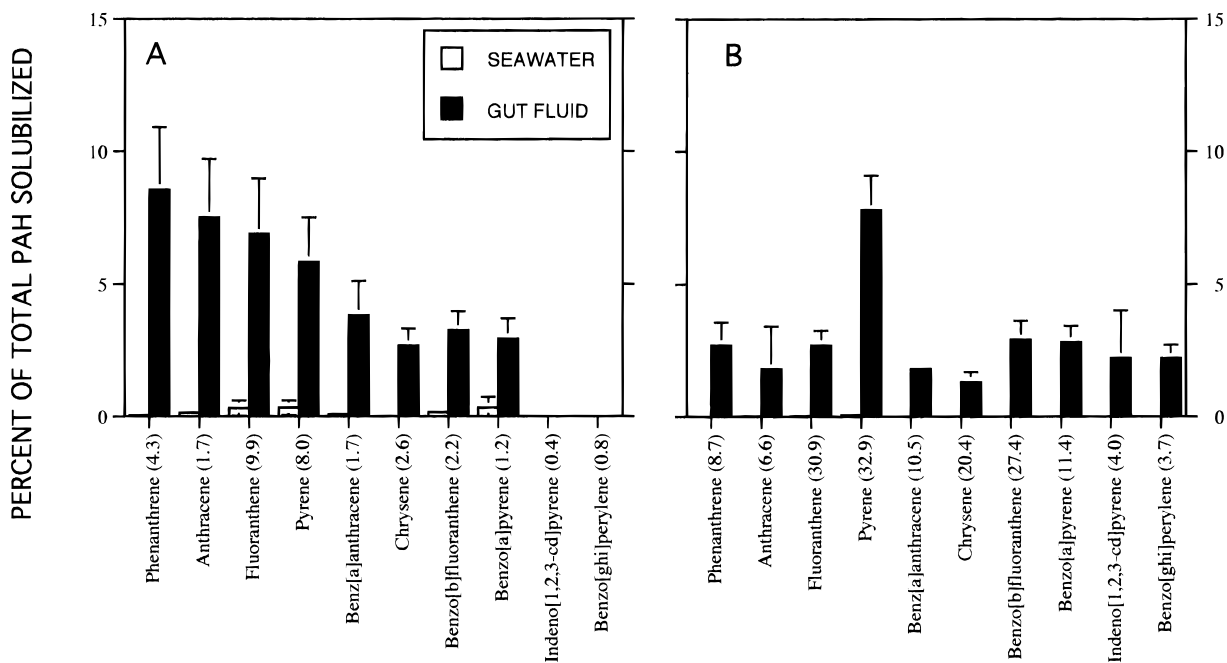 PERCENT OF TOTAL PAH SOLUBILIZED
15
10
5
0
A
SEAWATER
GUT FLUID
Phenanthrene (4.3)
Anthracene (1.7)
Fluoranthene (9.9)
Pyrene (8.0)
Benz[a]anthracene (1.7)
Chrysene (2.6)
Benzo[b]fluoranthene (2.2)
Benzo[a]pyrene (1.2)
Indeno[1,2,3-cd]pyrene (0.4)
Benzo[ghi]perylene (0.8)
B
15
10
5
0
Phenanthrene (8.7)
Anthracene (6.6)
Fluoranthene (30.9)
Pyrene (32.9)
Benz[a]anthracene (10.5)
Chrysene (20.4)
Benzo[b]fluoranthene (27.4)
Benzo[a]pyrene (11.4)
Indeno[1,2,3-cd]pyrene (4.0)
Benzo[ghi]perylene (3.7)